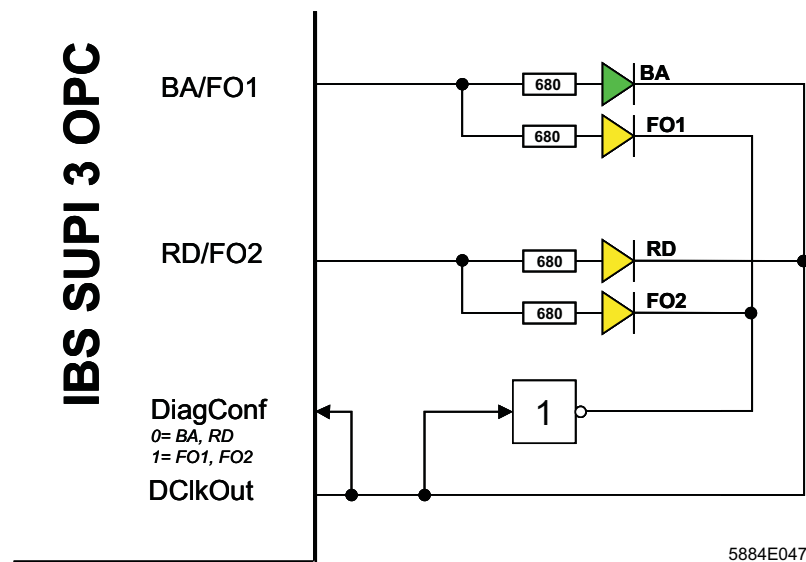 IBS SUPI 3 OPC
BA/FO1
680
BA
680
FO1
RD/FO2
680
RD
680
FO2
DiagConf
0= BA, RD
1= FO1, FO2
1
DClkOut
5884E047